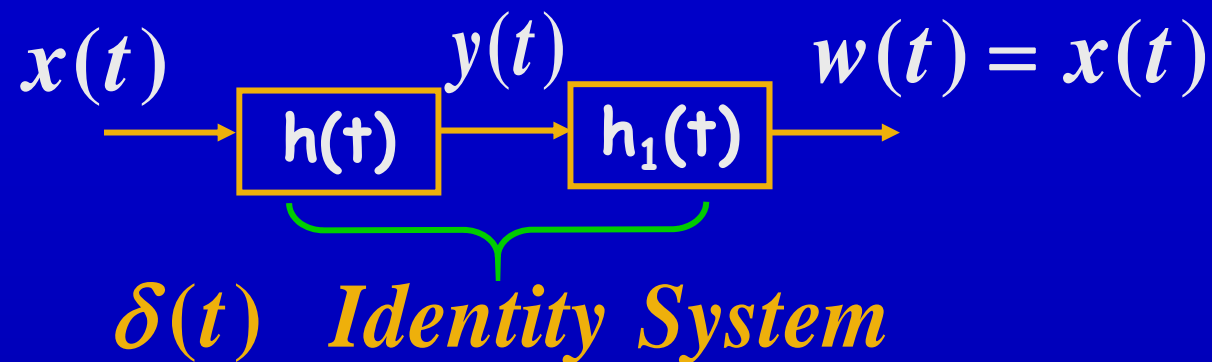 x(t) y(t) w(t) = x(t)
h(t) h₁(t)
δ(t) Identity System